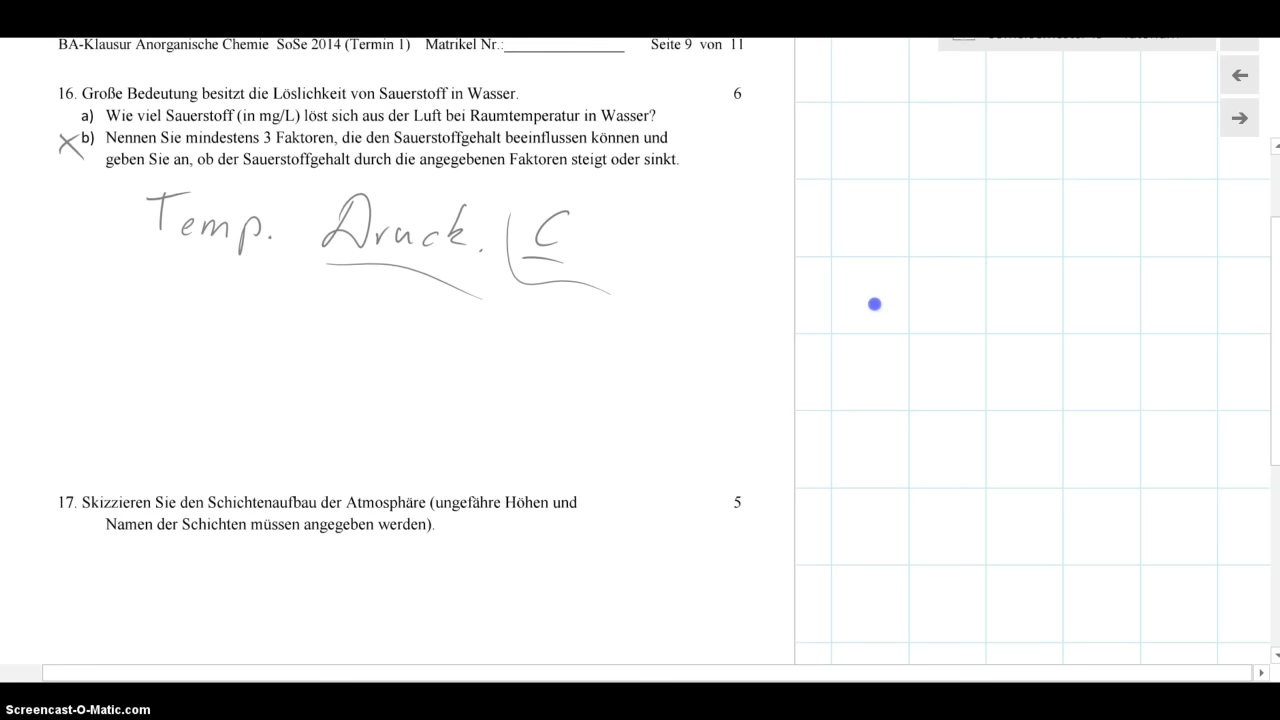 BA-Klausur Anorganische Chemie SoSe 2014 (Termin 1) Matrikel Nr.:_______________ Seite 9 von 11
16. Große Bedeutung besitzt die Löslichkeit von Sauerstoff in Wasser. 6
a) Wie viel Sauerstoff (in mg/L) löst sich aus der Luft bei Raumtemperatur in Wasser?
b) Nennen Sie mindestens 3 Faktoren, die den Sauerstoffgehalt beeinflussen können und
geben Sie an, ob der Sauerstoffgehalt durch die angegebenen Faktoren steigt oder sinkt.
Temp. Druck. C
17. Skizzieren Sie den Schichtenaufbau der Atmosphäre (ungefähre Höhen und 5
Namen der Schichten müssen angegeben werden).
Screencast-O-Matic.com